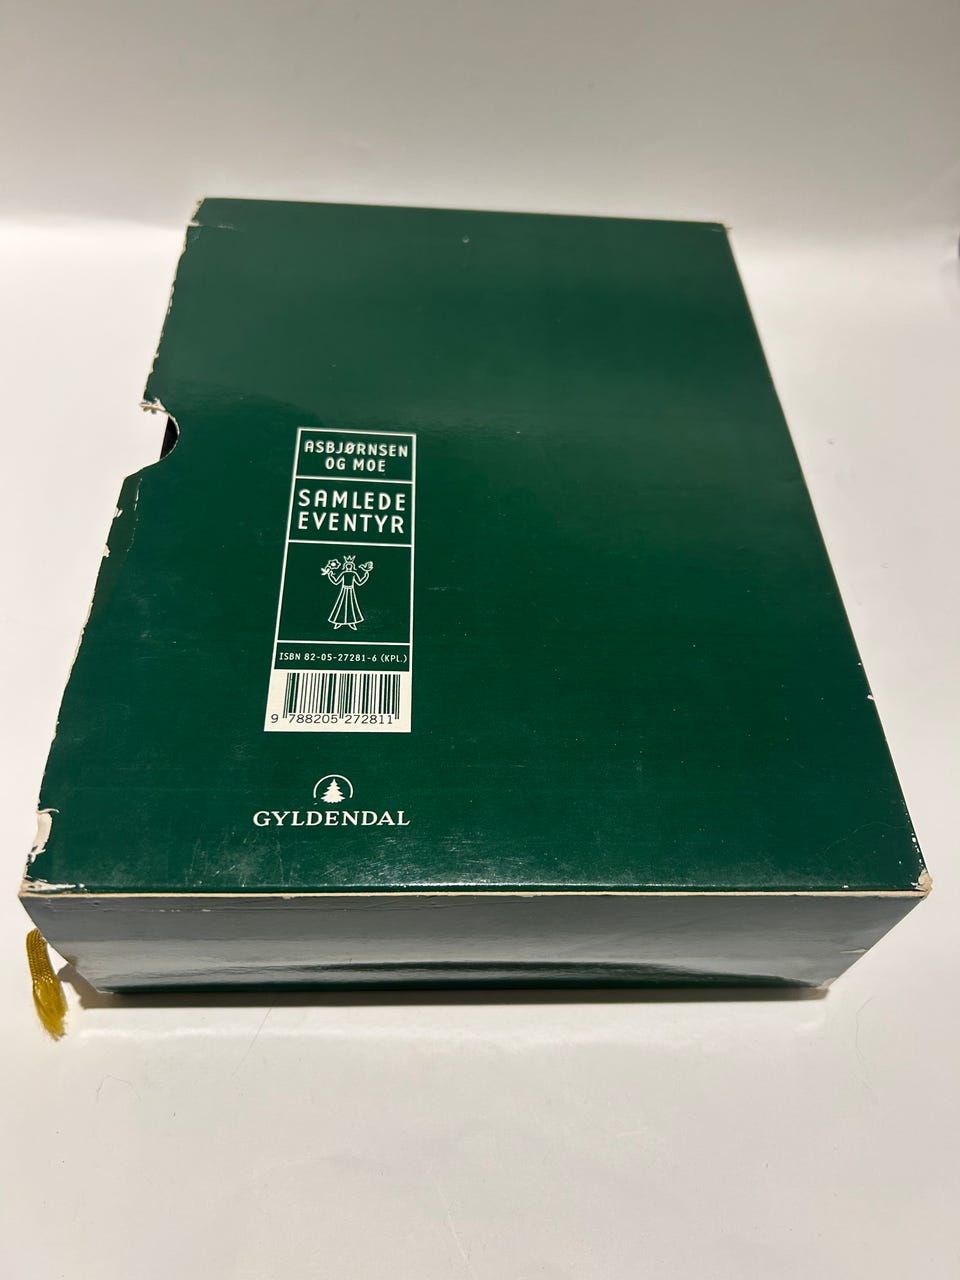 ASBJØRNSEN
OG MOE
SAMLEDE
EVENTYR
ISBN 82-05-27281-6 (KPL.)
9 788205 272811
GYLDENDAL